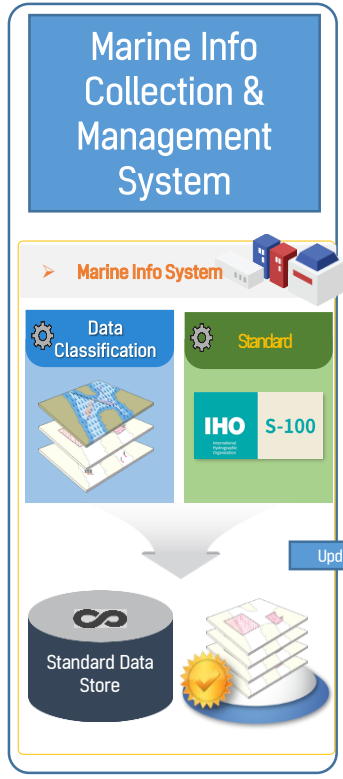 Marine Info
Collection &
Management
System
Marine Info System
Data
Classification
Standard
IHO
International
Hydrographic
Organization
S-100
Upd
Standard Data
Store